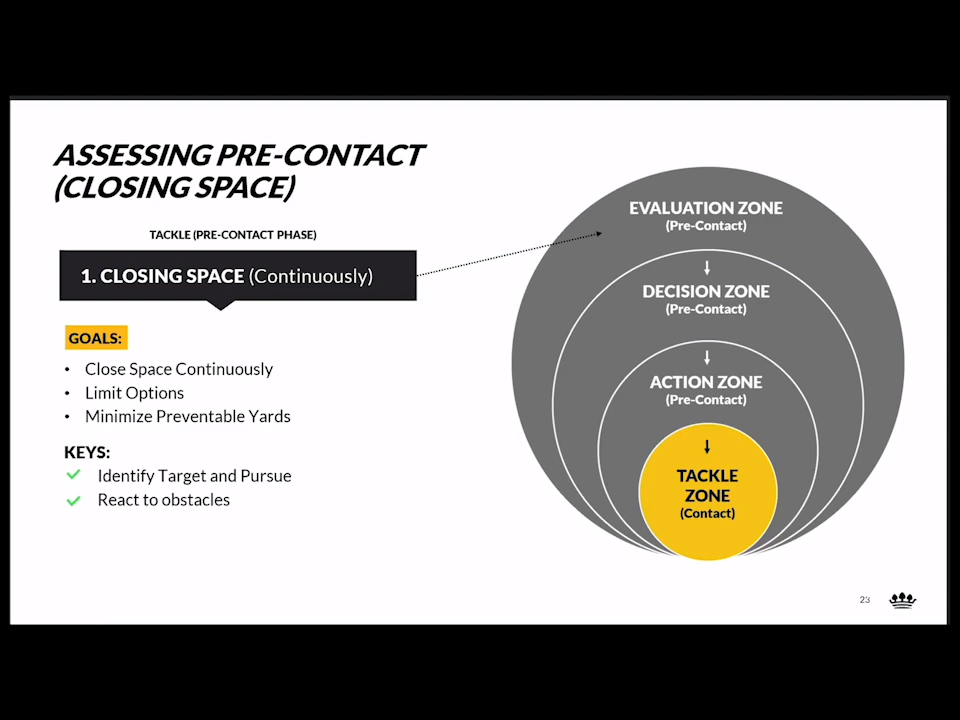 ASSESSING PRE-CONTACT
(CLOSING SPACE)
TACKLE (PRE-CONTACT PHASE)
1. CLOSING SPACE (Continuously)
GOALS:
• Close Space Continuously
• Limit Options
• Minimize Preventable Yards
KEYS:
Identify Target and Pursue
React to obstacles
EVALUATION ZONE
(Pre-Contact)
DECISION ZONE
(Pre-Contact)
ACTION ZONE
(Pre-Contact)
TACKLE
ZONE
(Contact)
23